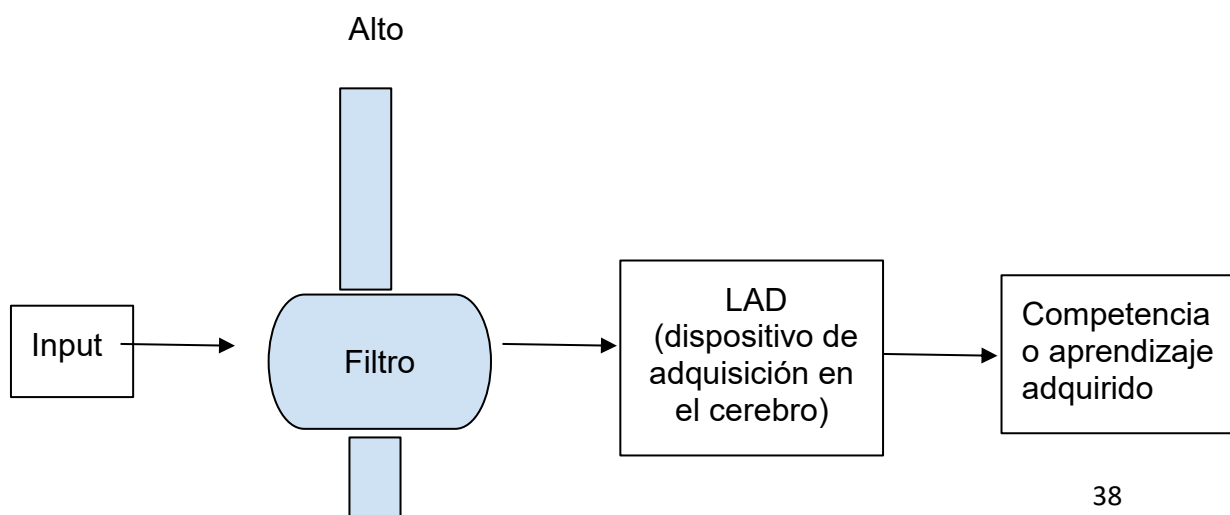 Alto
Input
Filtro
LAD
(dispositivo de
adquisición en
el cerebro)
Competencia
o aprendizaje
adquirido
38